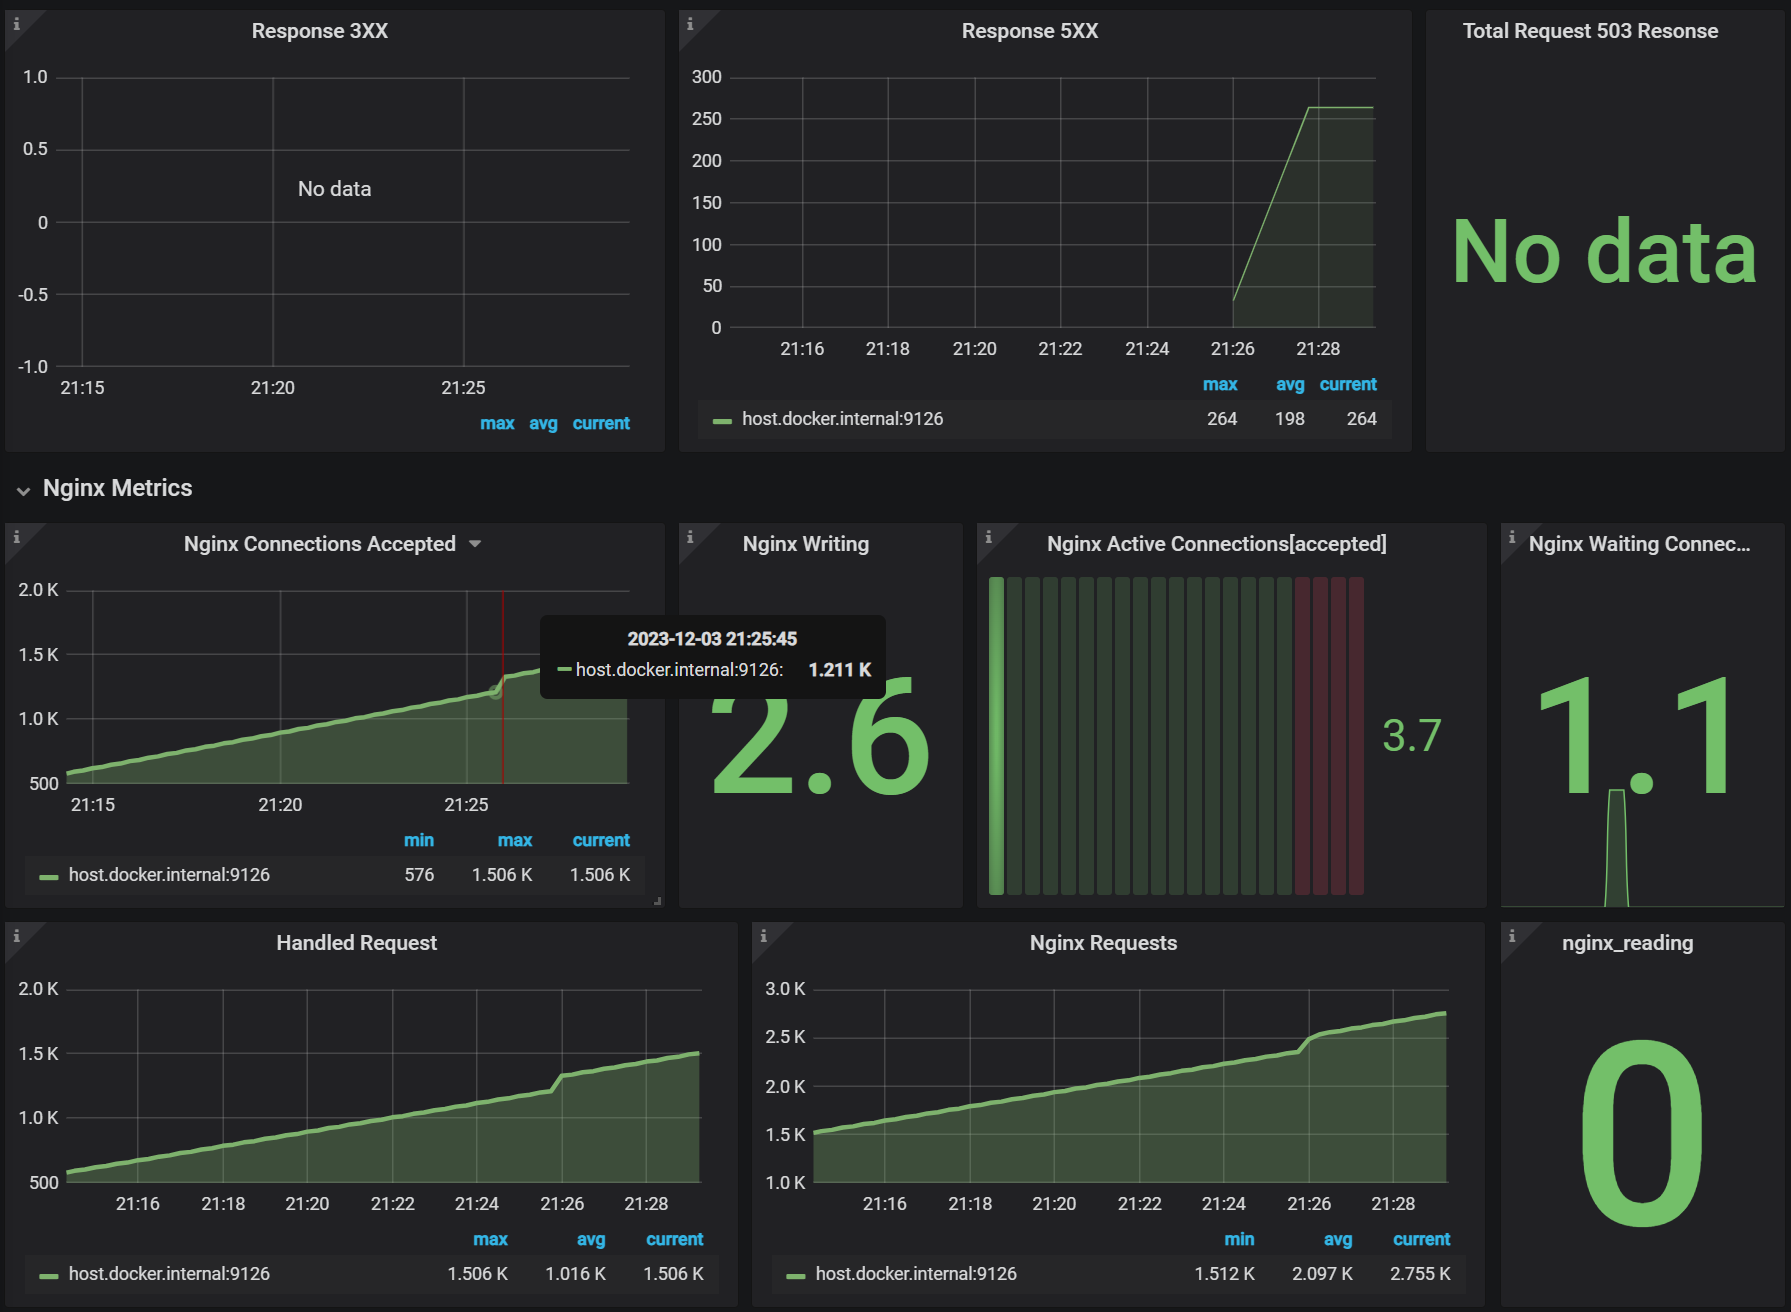 Response 3XX
1.0
0.5
No data
0
-0.5
-1.0
21:15 21:20 21:25
max avg current
Response 5XX
300
250
200
150
100
50
0
21:16 21:18 21:20 21:22 21:24 21:26 21:28
max avg current
host.docker.internal:9126 264 198 264
Total Request 503 Resonse
No data
Nginx Metrics
Nginx Connections Accepted
2.0 K
1.5 K
1.0 K
500
21:15 21:20 21:25
min max current
host.docker.internal:9126 576 1.506 K 1.506 K
2023-12-03 21:25:45
host.docker.internal:9126: 1.211 K
Nginx Writing
2.6
Nginx Active Connections[accepted]
3.7
Nginx Waiting Connec...
1.1
Handled Request
2.0 K
1.5 K
1.0 K
500
21:16 21:18 21:20 21:22 21:24 21:26 21:28
max avg current
host.docker.internal:9126 1.506 K 1.016 K 1.506 K
Nginx Requests
3.0 K
2.5 K
2.0 K
1.5 K
1.0 K
21:16 21:18 21:20 21:22 21:24 21:26 21:28
min avg current
host.docker.internal:9126 1.512 K 2.097 K 2.755 K
nginx_reading
0